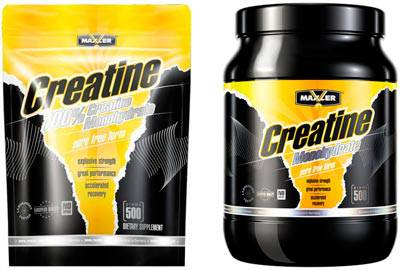 MAXLER
Creatine
100% Creatine
Monohydrate
pure free form
explosive strength
great performance
accelerated
recovery
500
DIETARY SUPPLEMENT
MAXLER
Creatine
Monohydrate
pure free form
explosive strength
great performance
accelerated
recovery
500